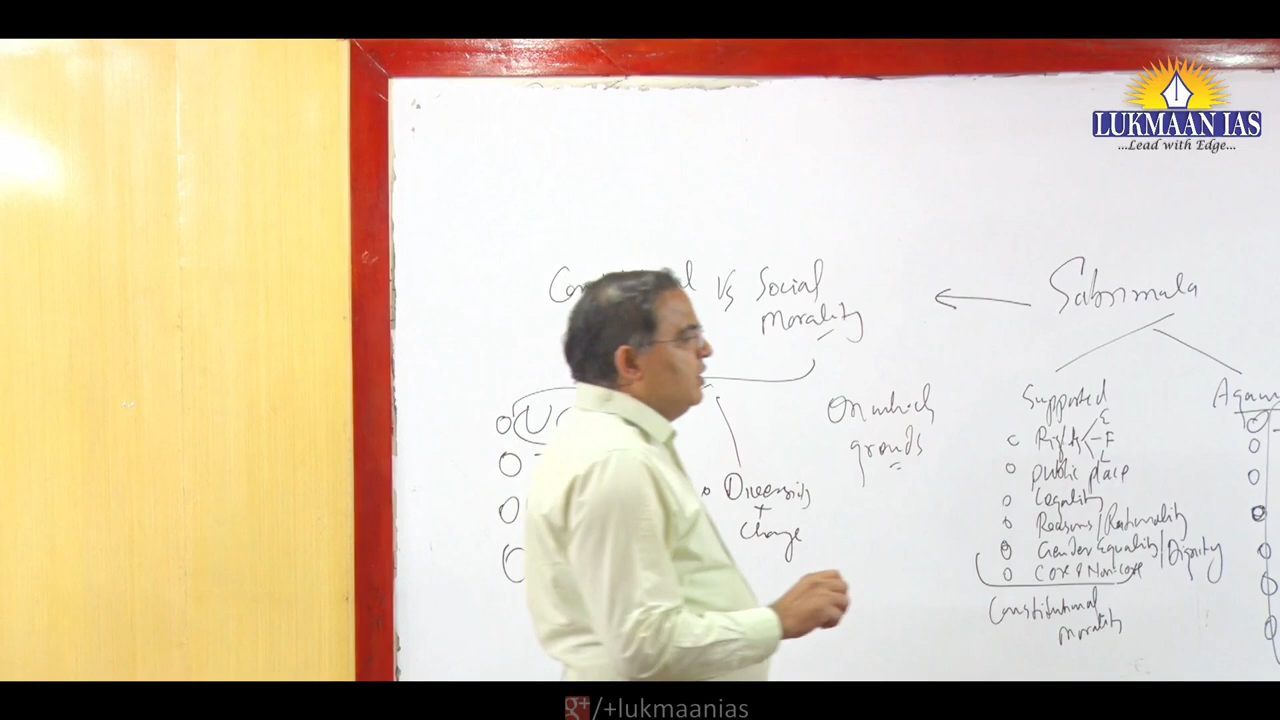 LUKMAAN IAS
...Lead with Edge...
Vs Social
morality
Sabrimala
On which
grounds
Supported
Rights E
F
L
public place
Legality
Reasons/Rationality
Gender Equality/Dignity
Core & Non core
Constitutional
morality
Diversity
+
change
g+/+lukmaanias